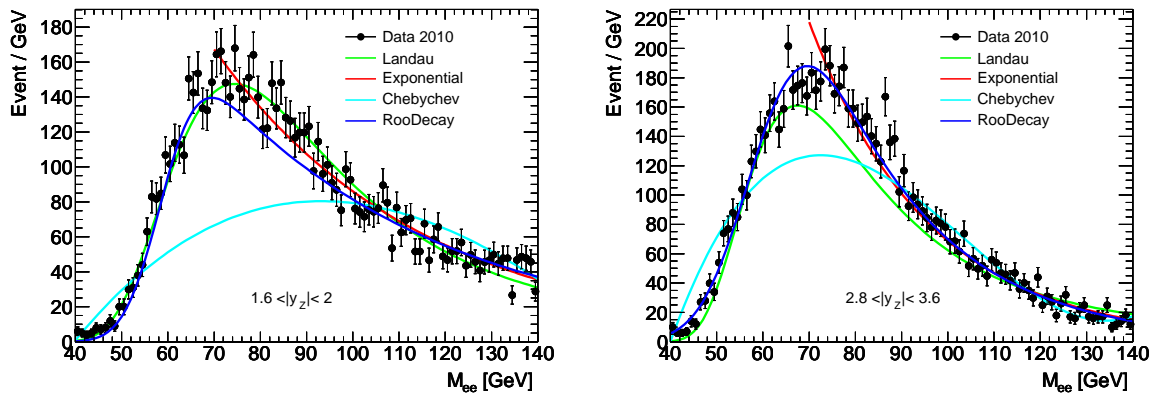 Event / GeV
180
160
140
120
100
80
60
40
20
0
40 50 60 70 80 90 100 110 120 130 140
M_ee [GeV]
Data 2010
Landau
Exponential
Chebychev
RooDecay
1.6 <|y_Z|< 2
Event / GeV
220
200
180
160
140
120
100
80
60
40
20
0
40 50 60 70 80 90 100 110 120 130 140
M_ee [GeV]
Data 2010
Landau
Exponential
Chebychev
RooDecay
2.8 <|y_Z|< 3.6